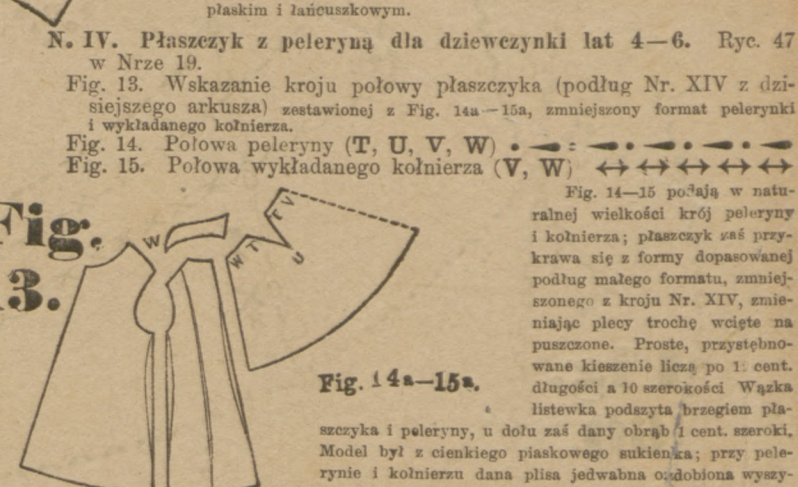 płaskim i łańcuszkowym.
N. IV. Płaszczyk z peleryną dla dziewczynki lat 4—6. Ryc. 47
w Nrze 19.
Fig. 13. Wskazanie kroju połowy płaszczyka (podług Nr. XIV z dzi-
siejszego arkusza) zestawionej z Fig. 14a—15a, zmniejszony format pelerynki
i wykładanego kołnierza.
Fig. 14. Połowa peleryny (T, U, V, W)
Fig. 15. Połowa wykładanego kołnierza (V, W)
Fig. 13.
W
W T U F V
Fig. 14a—15a.
Fig. 14—15 podają w natu-
ralnej wielkości krój peleryny
i kołnierza; płaszczyk zaś przy-
krawa się z formy dopasowanej
podług małego formatu, zmniej-
szonego z kroju Nr. XIV, zmie-
niając plecy trochę wcięte na
puszczone. Proste, przystębno-
wane kieszenie liczą po cent.
długości a 10 szerokości Wązka
listewka podszyta brzegiem pła-
szczyka i peleryny, u dołu zaś dany obrąb 1 cent. szeroki.
Model był z cienkiego piaskowego sukienka; przy pele-
rynie i kołnierzu dana plisa jedwabna ozdobiona wyszy-